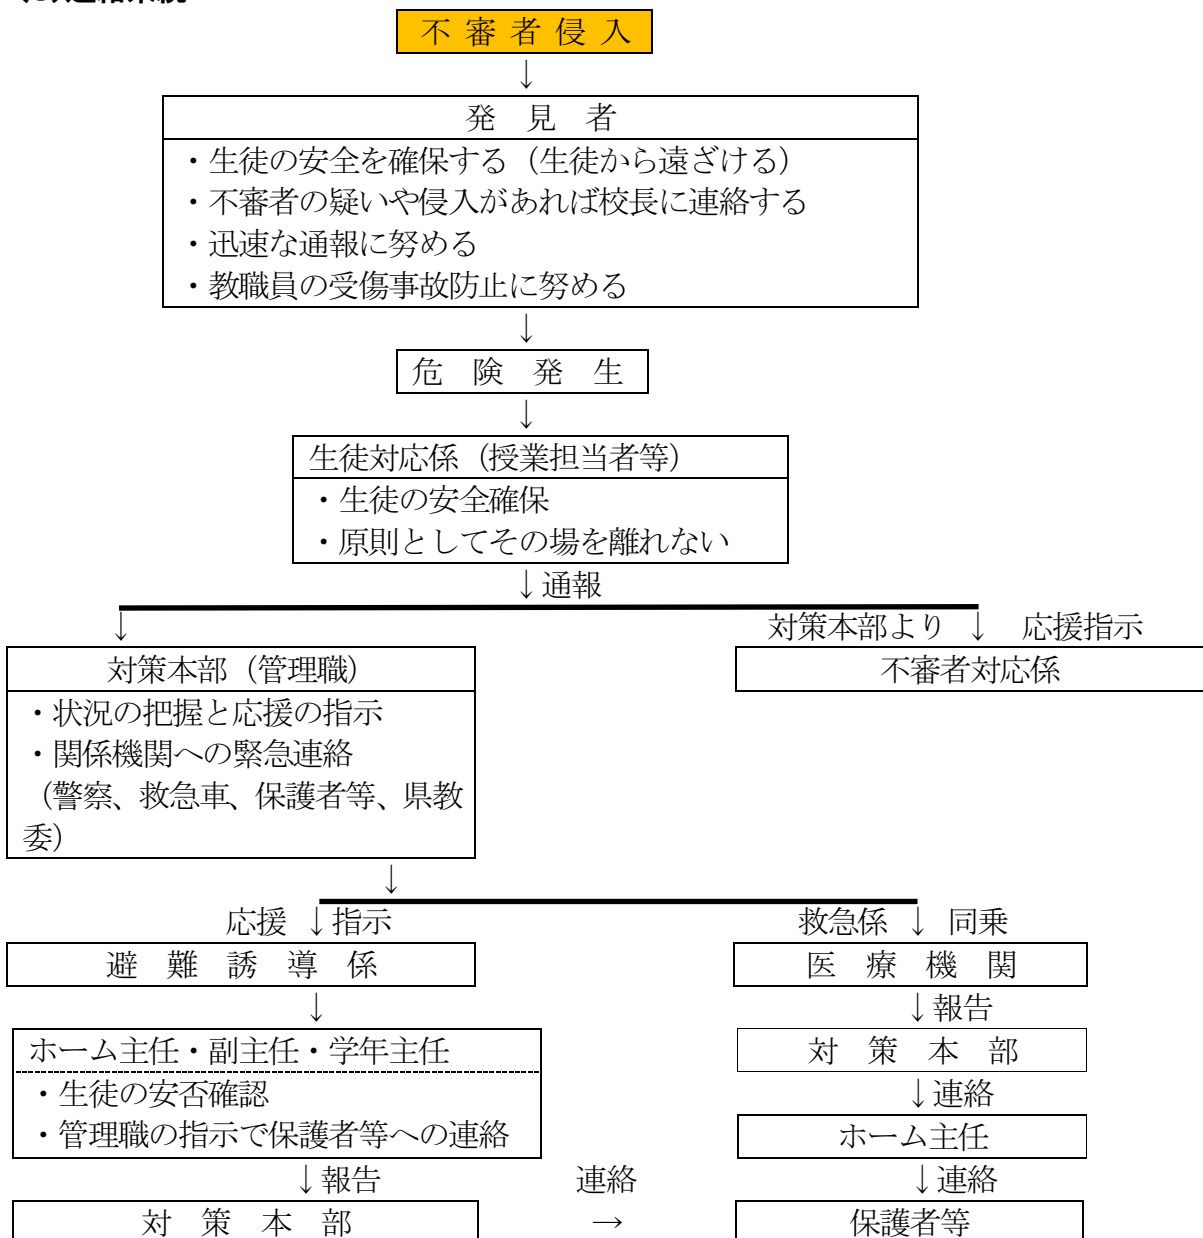 不審者侵入
↓
発見者
・生徒の安全を確保する（生徒から遠ざける）
・不審者の疑いや侵入があれば校長に連絡する
・迅速な通報に努める
・教職員の受傷事故防止に努める
↓
危険発生
↓
生徒対応係（授業担当者等）
・生徒の安全確保
・原則としてその場を離れない
↓通報
↓ 対策本部より ↓ 応援指示
対策本部（管理職） 不審者対応係
・状況の把握と応援の指示
・関係機関への緊急連絡
（警察、救急車、保護者等、県教
委）
↓
応援 ↓指示 救急係 ↓ 同乗
避難誘導係 医療機関
↓ ↓報告
ホーム主任・副主任・学年主任 対策本部
・生徒の安否確認 ↓連絡
・管理職の指示で保護者等への連絡 ホーム主任
↓報告 連絡 ↓連絡
対策本部 → 保護者等